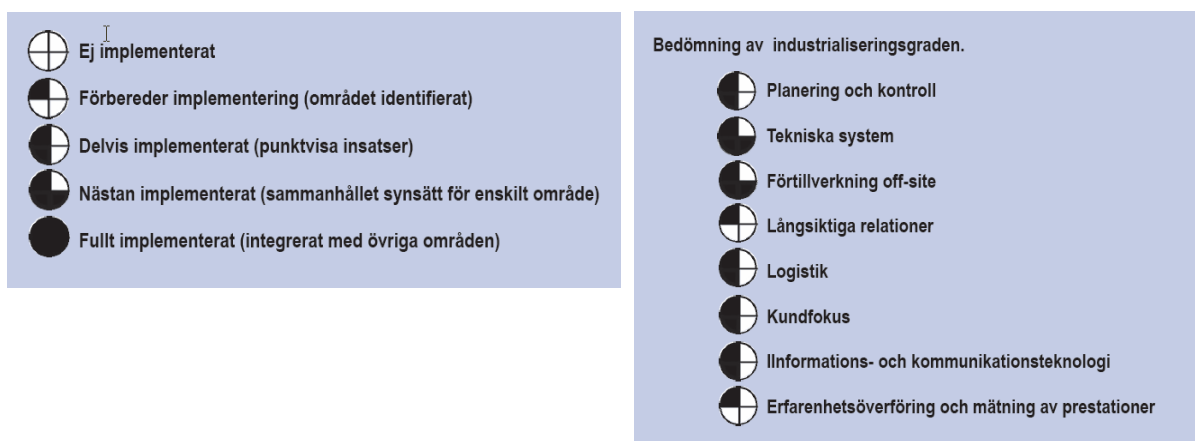 Ej implementerat
Förbereder implementering (området identifierat)
Delvis implementerat (punktvisa insatser)
Nästan implementerat (sammanhållet synsätt för enskilt område)
Fullt implementerat (integrerat med övriga områden)
Bedömning av industrialiseringsgraden.
Planering och kontroll
Tekniska system
Förtillverkning off-site
Långsiktiga relationer
Logistik
Kundfokus
IInformations- och kommunikationsteknologi
Erfarenhetsöverföring och mätning av prestationer